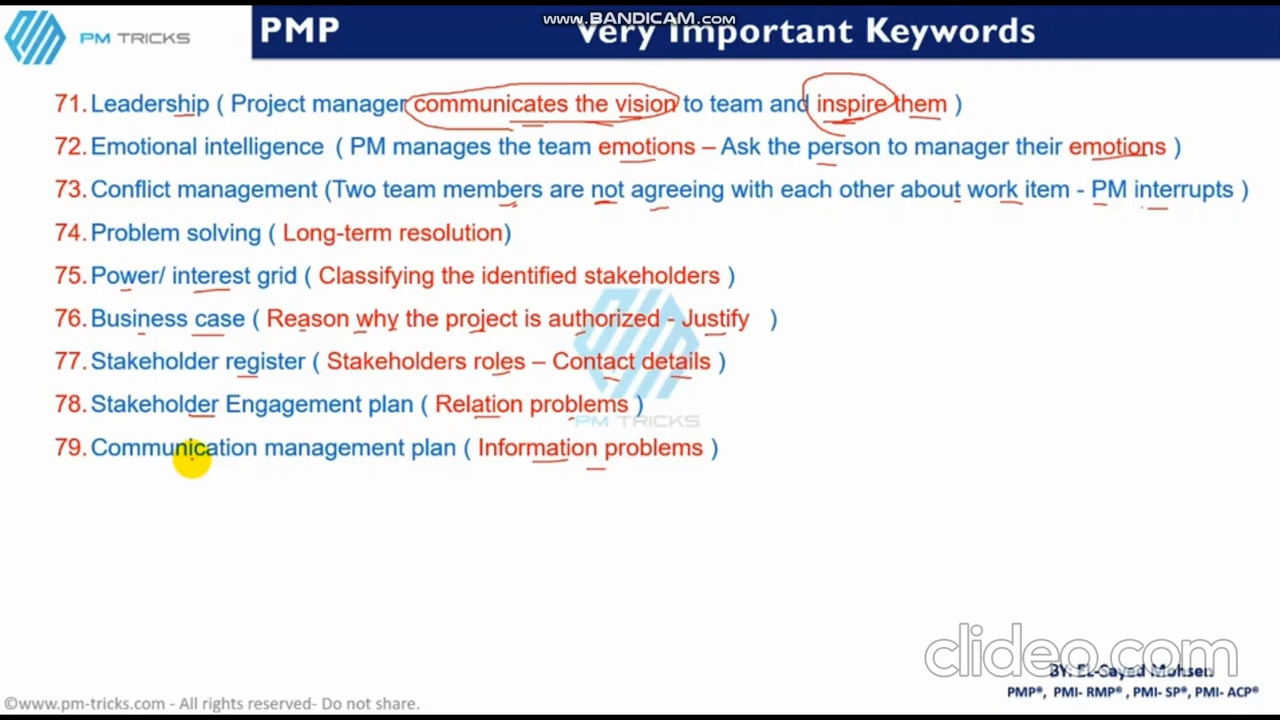 www.BANDICAM.com
PM TRICKS
PMP
Very Important Keywords
71. Leadership ( Project manager communicates the vision to team and inspire them )
72. Emotional intelligence ( PM manages the team emotions – Ask the person to manager their emotions )
73. Conflict management (Two team members are not agreeing with each other about work item - PM interrupts )
74. Problem solving ( Long-term resolution)
75. Power/ interest grid ( Classifying the identified stakeholders )
76. Business case ( Reason why the project is authorized - Justify )
77. Stakeholder register ( Stakeholders roles – Contact details )
78. Stakeholder Engagement plan ( Relation problems )
PM TRICKS
79. Communication management plan ( Information problems )
clideo.com
BY: EL-Sayed Mohsen
PMP®, PMI- RMP® , PMI- SP®, PMI- ACP®
©www.pm-tricks.com - All rights reserved- Do not share.